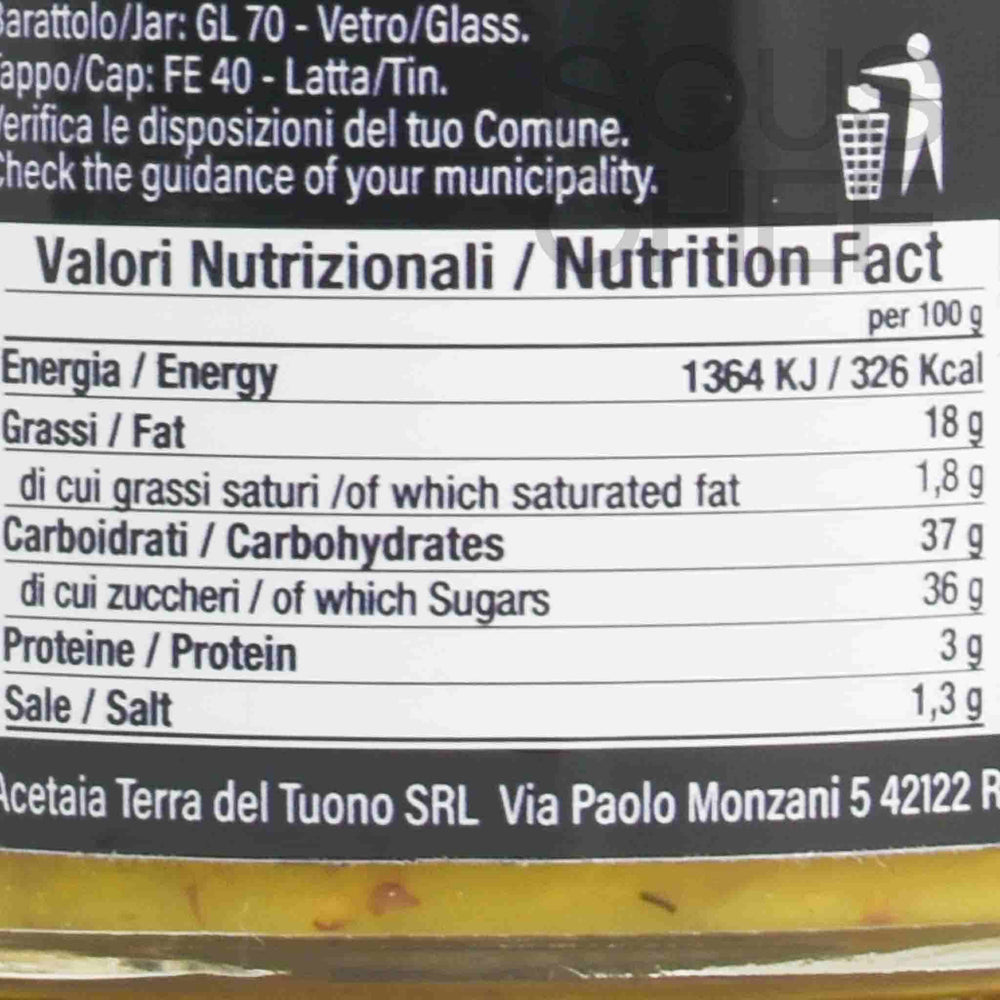 Barattolo/Jar: GL 70 - Vetro/Glass.
Tappo/Cap: FE 40 - Latta/Tin.
Verifica le disposizioni del tuo Comune.
Check the guidance of your municipality.
SOUS
CHEF
Valori Nutrizionali / Nutrition Fact
per 100 g
Energia / Energy 1364 KJ / 326 Kcal
Grassi / Fat 18 g
di cui grassi saturi /of which saturated fat 1,8 g
Carboidrati / Carbohydrates 37 g
di cui zuccheri / of which Sugars 36 g
Proteine / Protein 3 g
Sale / Salt 1,3 g
Acetaia Terra del Tuono SRL Via Paolo Monzani 5 42122 R